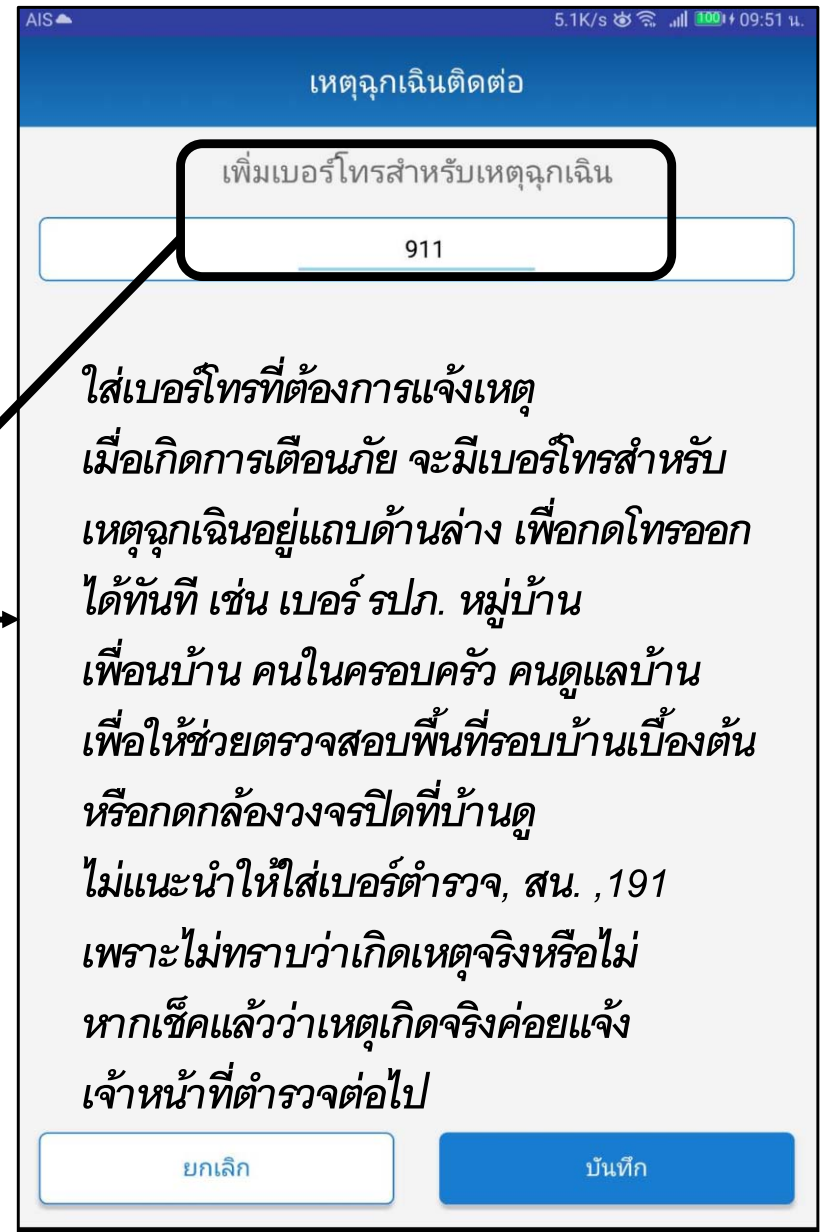 AIS 5.1K/s 100 09:51 น.
เหตุฉุกเฉินติดต่อ
เพิ่มเบอร์โทรสำหรับเหตุฉุกเฉิน
911
ใส่เบอร์โทรที่ต้องการแจ้งเหตุ
เมื่อเกิดการเตือนภัย จะมีเบอร์โทรสำหรับ
เหตุฉุกเฉินอยู่แถบด้านล่าง เพื่อกดโทรออก
ได้ทันที เช่น เบอร์ รปภ. หมู่บ้าน
เพื่อนบ้าน คนในครอบครัว คนดูแลบ้าน
เพื่อให้ช่วยตรวจสอบพื้นที่รอบบ้านเบื้องต้น
หรือกดกล้องวงจรปิดที่บ้านดู
ไม่แนะนำให้ใส่เบอร์ตำรวจ, สน. ,191
เพราะไม่ทราบว่าเกิดเหตุจริงหรือไม่
หากเช็คแล้วว่าเหตุเกิดจริงค่อยแจ้ง
เจ้าหน้าที่ตำรวจต่อไป
ยกเลิก บันทึก